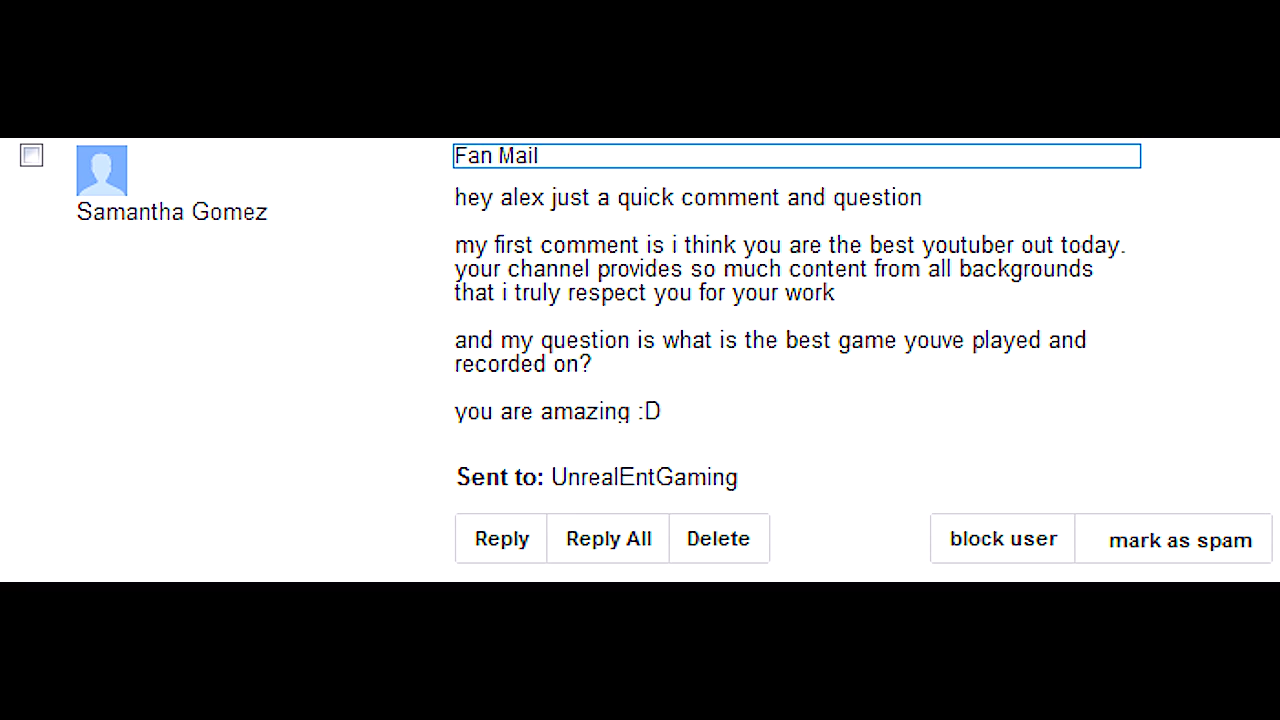 Fan Mail
Samantha Gomez
hey alex just a quick comment and question
my first comment is i think you are the best youtuber out today.
your channel provides so much content from all backgrounds
that i truly respect you for your work
and my question is what is the best game youve played and
recorded on?
you are amazing :D
Sent to: UnrealEntGaming
Reply Reply All Delete block user mark as spam